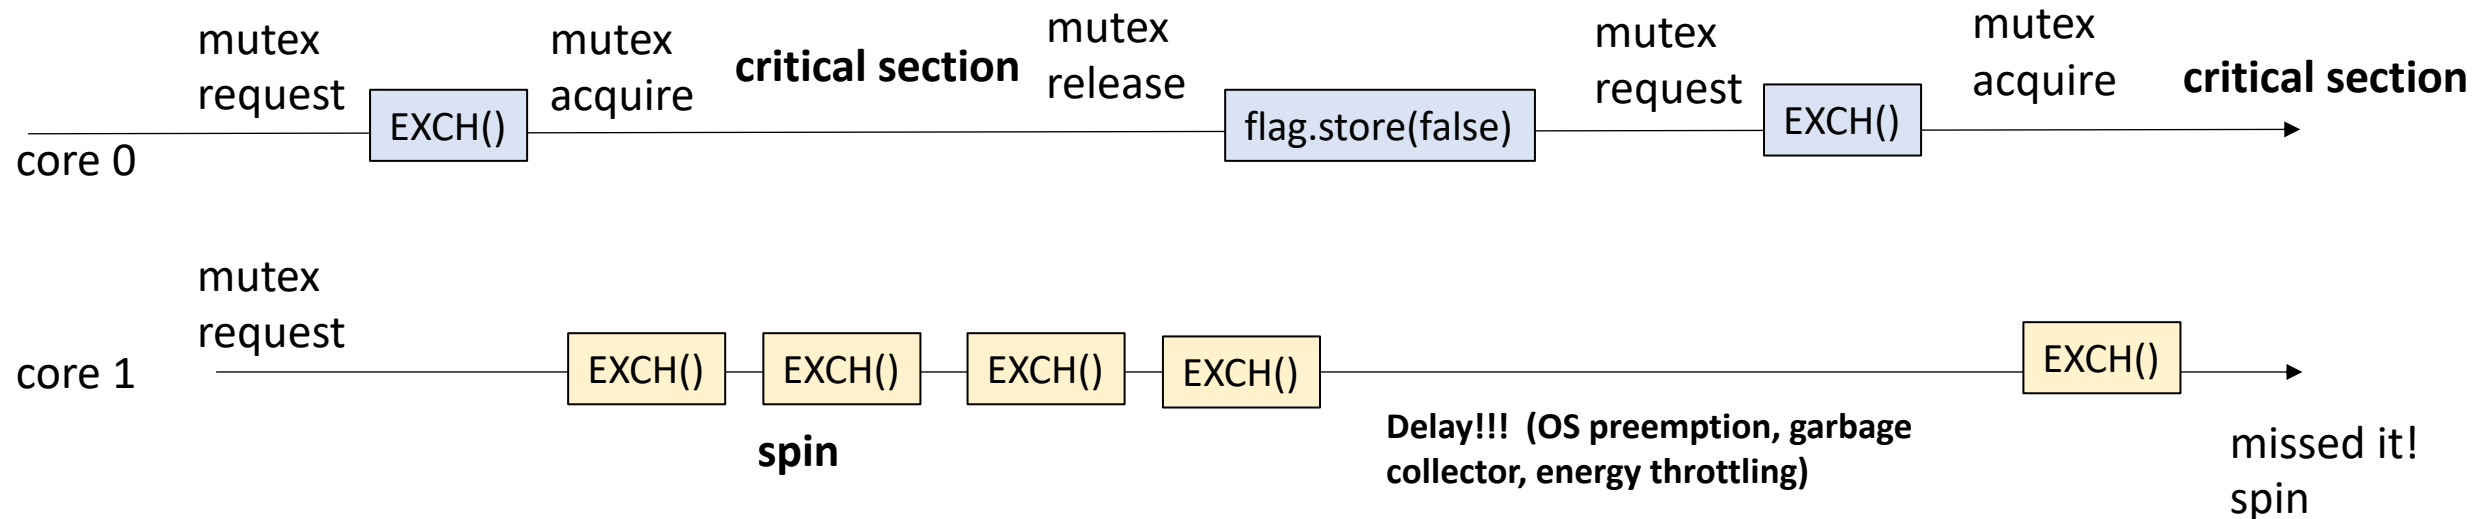 mutex
request
EXCH()
mutex
acquire
critical section
mutex
release
flag.store(false)
mutex
request
EXCH()
mutex
acquire
critical section
core 0
mutex
request
core 1
EXCH()
EXCH()
EXCH()
EXCH()
EXCH()
spin
Delay!!! (OS preemption, garbage
collector, energy throttling)
missed it!
spin